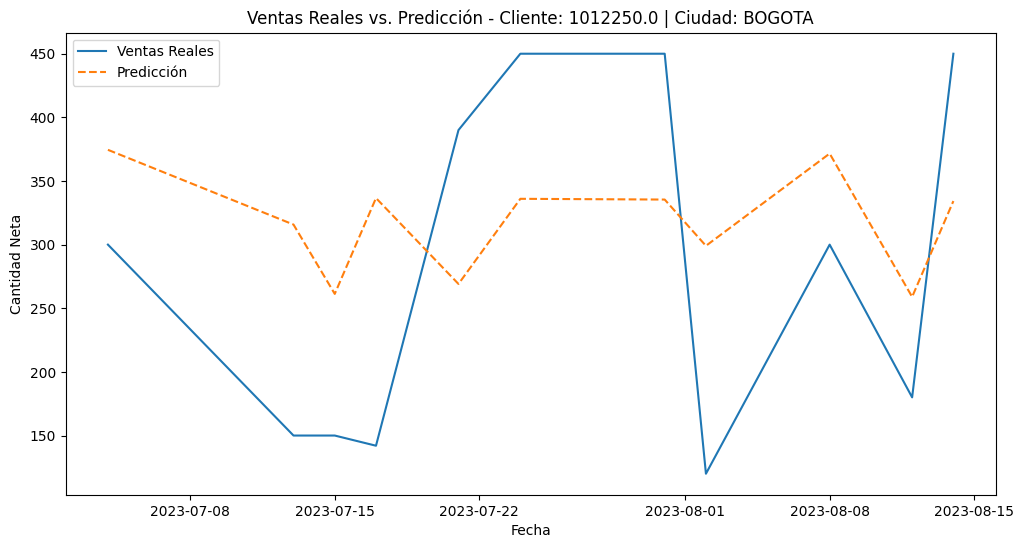 Ventas Reales vs. Predicción - Cliente: 1012250.0 | Ciudad: BOGOTA
Ventas Reales
Predicción
Cantidad Neta
450
400
350
300
250
200
150
2023-07-08
2023-07-15
2023-07-22
2023-08-01
2023-08-08
2023-08-15
Fecha